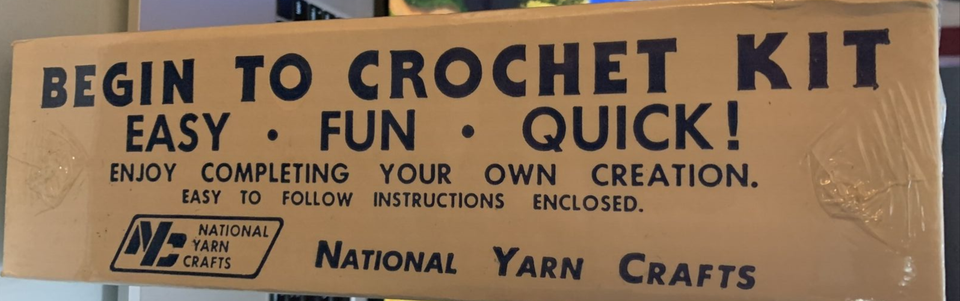 BEGIN TO CROCHET KIT
EASY • FUN • QUICK!
ENJOY COMPLETING YOUR OWN CREATION.
EASY TO FOLLOW INSTRUCTIONS ENCLOSED.
NYC NATIONAL
YARN
CRAFTS
NATIONAL YARN CRAFTS